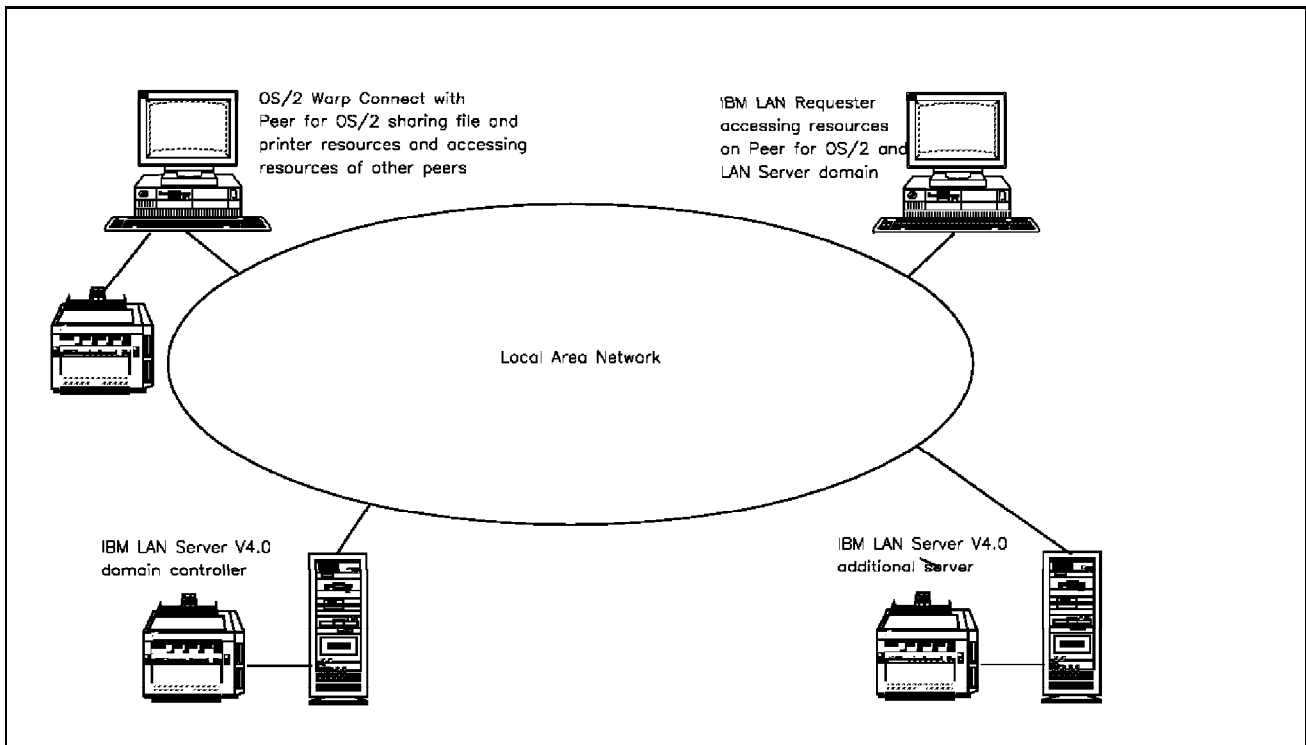 OS/2 Warp Connect with
Peer for OS/2 sharing file and
printer resources and accessing
resources of other peers
IBM LAN Requester
accessing resources
on Peer for OS/2 and
LAN Server domain
Local Area Network
IBM LAN Server V4.0
domain controller
IBM LAN Server V4.0
additional server